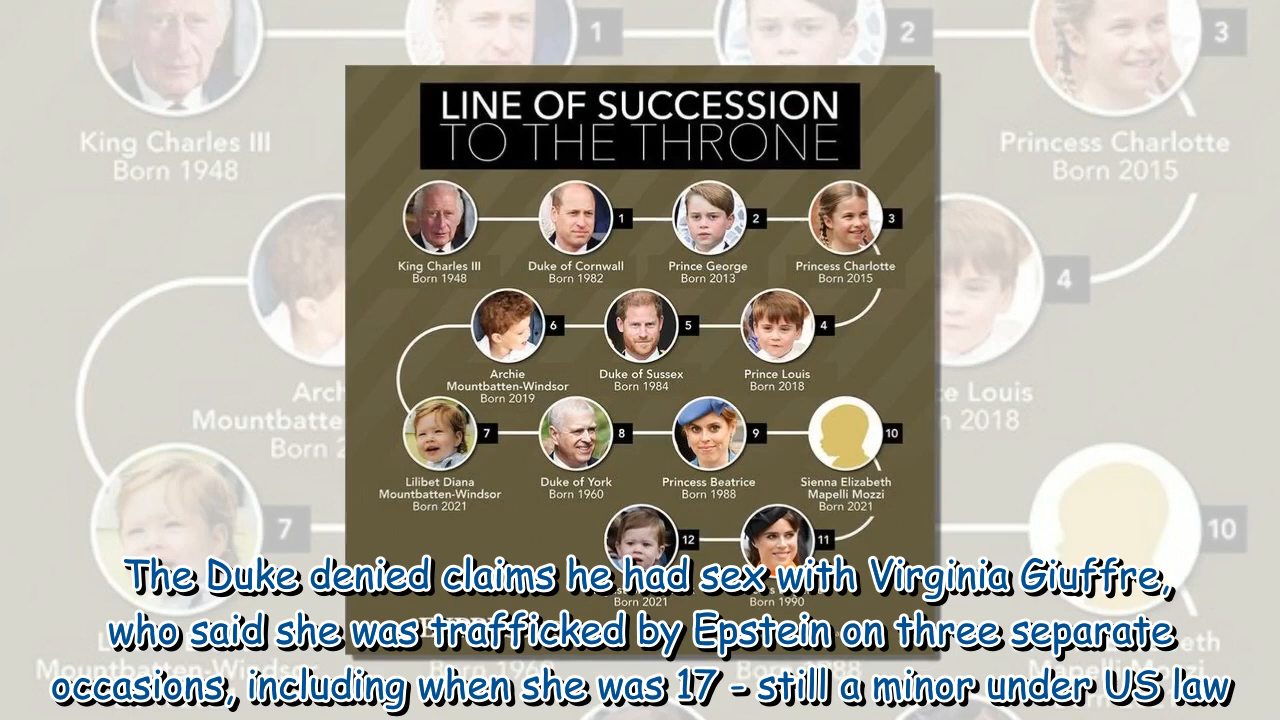 1
2
3
King Charles III
Born 1948
Princess Charlotte
Born 2015
LINE OF SUCCESSION
TO THE THRONE
1
2
3
King Charles III
Born 1948
Duke of Cornwall
Born 1982
Prince George
Born 2013
Princess Charlotte
Born 2015
4
6
5
4
Archie
Mountbatten-Windsor
Born 2019
Duke of Sussex
Born 1984
Prince Louis
Born 2018
Louis
2018
7
8
9
10
Lilibet Diana
Mountbatten-Windsor
Born 2021
Duke of York
Born 1960
Princess Beatrice
Born 1988
Sienna Elizabeth
Mapelli Mozzi
Born 2021
7
10
12
11
Born 2021
Born 1990
The Duke denied claims he had sex with Virginia Giuffre,
who said she was trafficked by Epstein on three separate
occasions, including when she was 17 - still a minor under US law